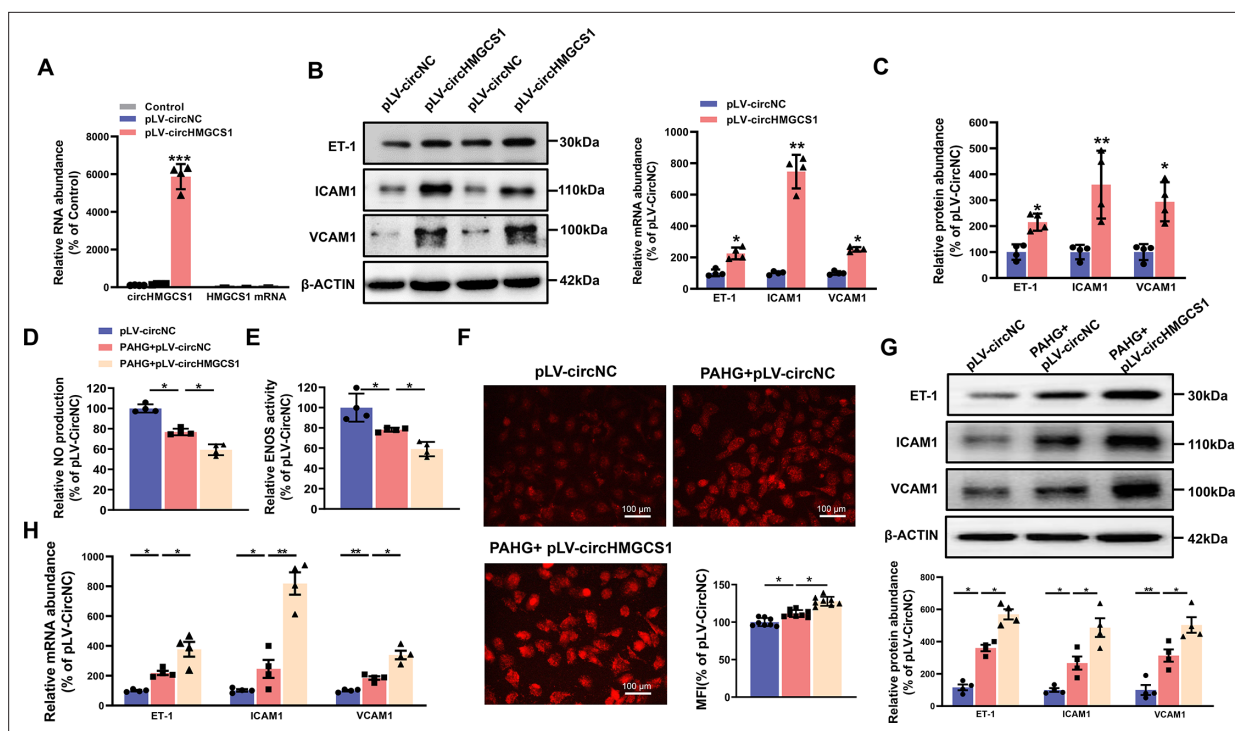 A
Control
pLV-circNC
pLV-circHMGCS1
Relative RNA abundance
(% of Control)
8000
6000
4000
2000
0
***
circHMGCS1
HMGCS1 mRNA
B
pLV-circNC
pLV-circHMGCS1
pLV-circNC
pLV-circHMGCS1
ET-1
30kDa
ICAM1
110kDa
VCAM1
100kDa
β-ACTIN
42kDa
pLV-circNC
pLV-circHMGCS1
Relative mRNA abundance
(% of pLV-CircNC)
1000
800
600
400
200
0
*
**
*
ET-1
ICAM1
VCAM1
C
pLV-circNC
pLV-circHMGCS1
Relative protein abundance
(% of pLV-CircNC)
600
500
400
300
200
100
0
*
**
*
ET-1
ICAM1
VCAM1
D
pLV-circNC
PAHG+pLV-circNC
PAHG+pLV-circHMGCS1
Relative NO production
(% of pLV-CircNC)
120
100
80
60
40
20
0
*
*
E
Relative ENOS activity
(% of pLV-CircNC)
120
100
80
60
40
20
0
*
*
F
pLV-circNC
100 μm
PAHG+pLV-circNC
100 μm
PAHG+ pLV-circHMGCS1
100 μm
MFI(% of pLV-CircNC)
200
150
100
50
0
*
*
G
pLV-circNC
PAHG+
pLV-circNC
PAHG+
pLV-circHMGCS1
ET-1
30kDa
ICAM1
110kDa
VCAM1
100kDa
β-ACTIN
42kDa
Relative protein abundance
(% of pLV-CircNC)
800
600
400
200
0
*
*
*
*
**
*
ET-1
ICAM1
VCAM1
H
Relative mRNA abundance
(% of pLV-CircNC)
1000
800
600
400
200
0
*
*
*
**
**
*
ET-1
ICAM1
VCAM1